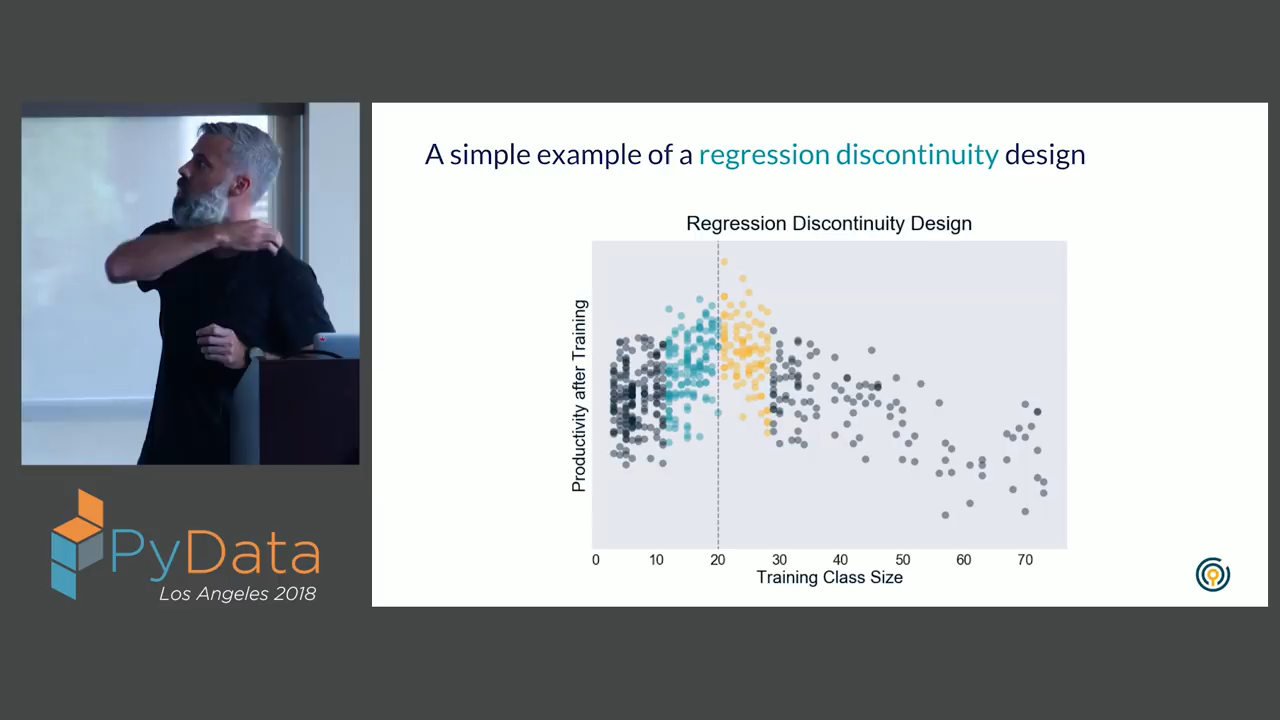 A simple example of a regression discontinuity design
Regression Discontinuity Design
Productivity after Training
0 10 20 30 40 50 60 70
Training Class Size
PyData
Los Angeles 2018